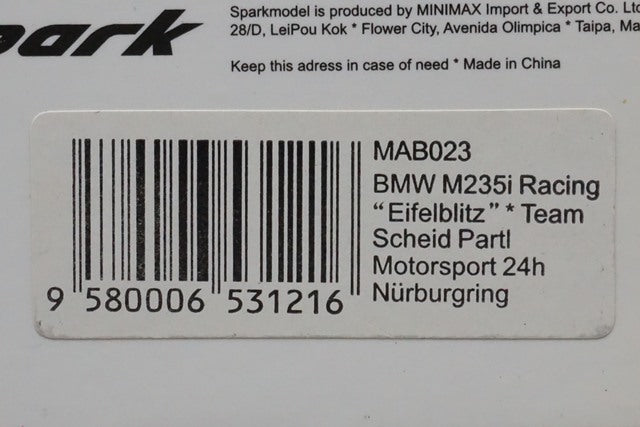 Sparkmodel is produced by MINIMAX Import & Export Co. Ltd
park
28/D, LeiPou Kok * Flower City, Avenida Olimpica * Taipa, Ma
Keep this adress in case of need * Made in China
MAB023
BMW M235i Racing
“Eifelblitz” * Team
Scheid Partl
Motorsport 24h
Nürburgring
9 580006 531216